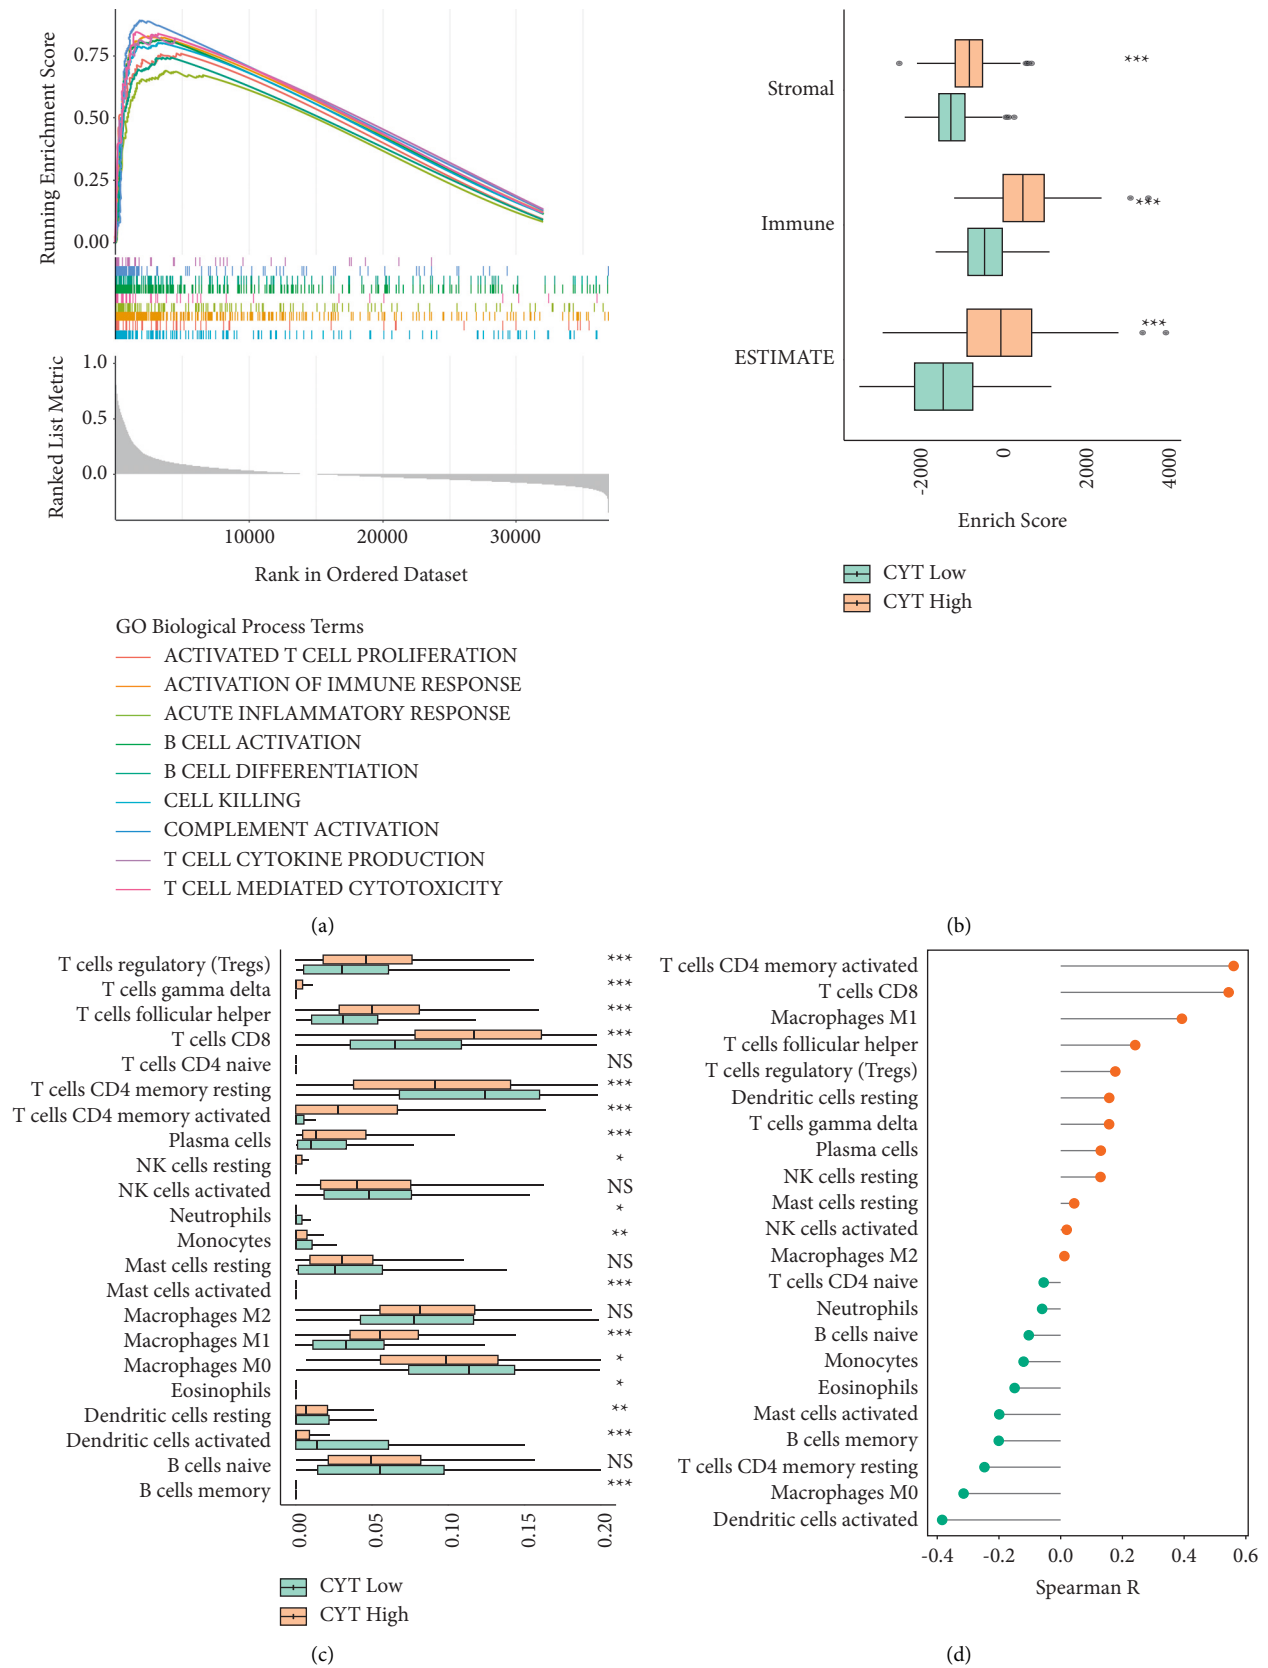 Running Enrichment Score
0.75
0.50
0.25
0.00
Ranked List Metric
1.0
0.5
0.0
10000 20000 30000
Rank in Ordered Dataset
GO Biological Process Terms
ACTIVATED T CELL PROLIFERATION
ACTIVATION OF IMMUNE RESPONSE
ACUTE INFLAMMATORY RESPONSE
B CELL ACTIVATION
B CELL DIFFERENTIATION
CELL KILLING
COMPLEMENT ACTIVATION
T CELL CYTOKINE PRODUCTION
T CELL MEDIATED CYTOTOXICITY
(a)
Stromal ***
Immune ***
ESTIMATE ***
-2000 0 2000 4000
Enrich Score
CYT Low
CYT High
(b)
T cells regulatory (Tregs) ***
T cells gamma delta ***
T cells follicular helper ***
T cells CD8 ***
T cells CD4 naive NS
T cells CD4 memory resting ***
T cells CD4 memory activated ***
Plasma cells ***
NK cells resting *
NK cells activated NS
Neutrophils *
Monocytes **
Mast cells resting NS
Mast cells activated ***
Macrophages M2 NS
Macrophages M1 ***
Macrophages M0 *
Eosinophils *
Dendritic cells resting **
Dendritic cells activated ***
B cells naive NS
B cells memory ***
0.00 0.05 0.10 0.15 0.20
CYT Low
CYT High
(c)
T cells CD4 memory activated
T cells CD8
Macrophages M1
T cells follicular helper
T cells regulatory (Tregs)
Dendritic cells resting
T cells gamma delta
Plasma cells
NK cells resting
Mast cells resting
NK cells activated
Macrophages M2
T cells CD4 naive
Neutrophils
B cells naive
Monocytes
Eosinophils
Mast cells activated
B cells memory
T cells CD4 memory resting
Macrophages M0
Dendritic cells activated
-0.4 -0.2 0.0 0.2 0.4 0.6
Spearman R
(d)